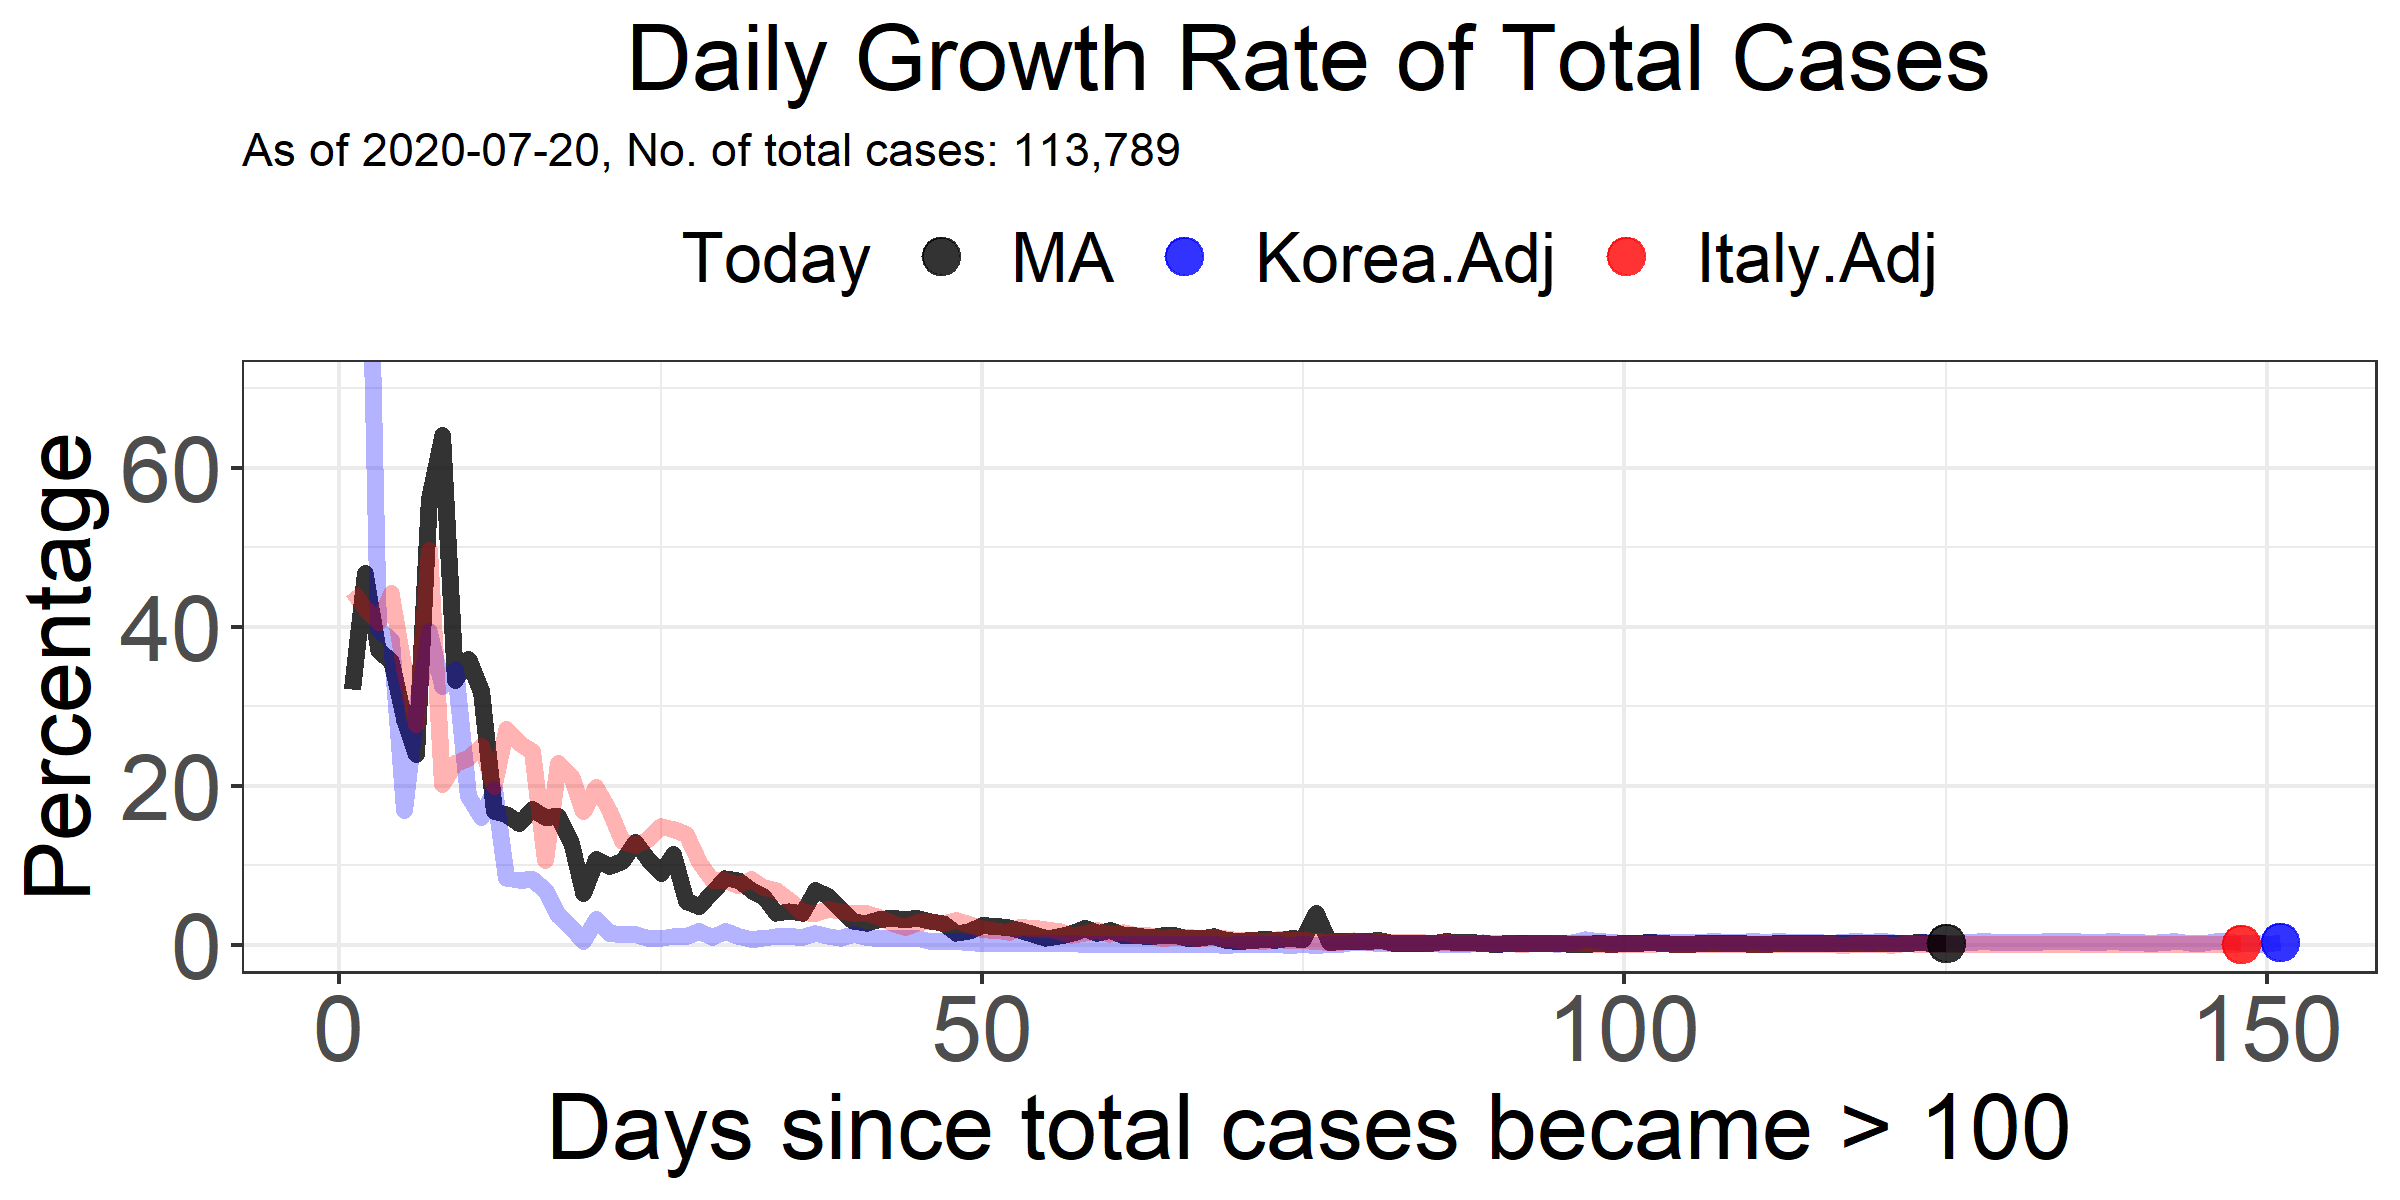 Daily Growth Rate of Total Cases
As of 2020-07-20, No. of total cases: 113,789
Today MA Korea.Adj Italy.Adj
Percentage
60
40
20
0
0 50 100 150
Days since total cases became > 100